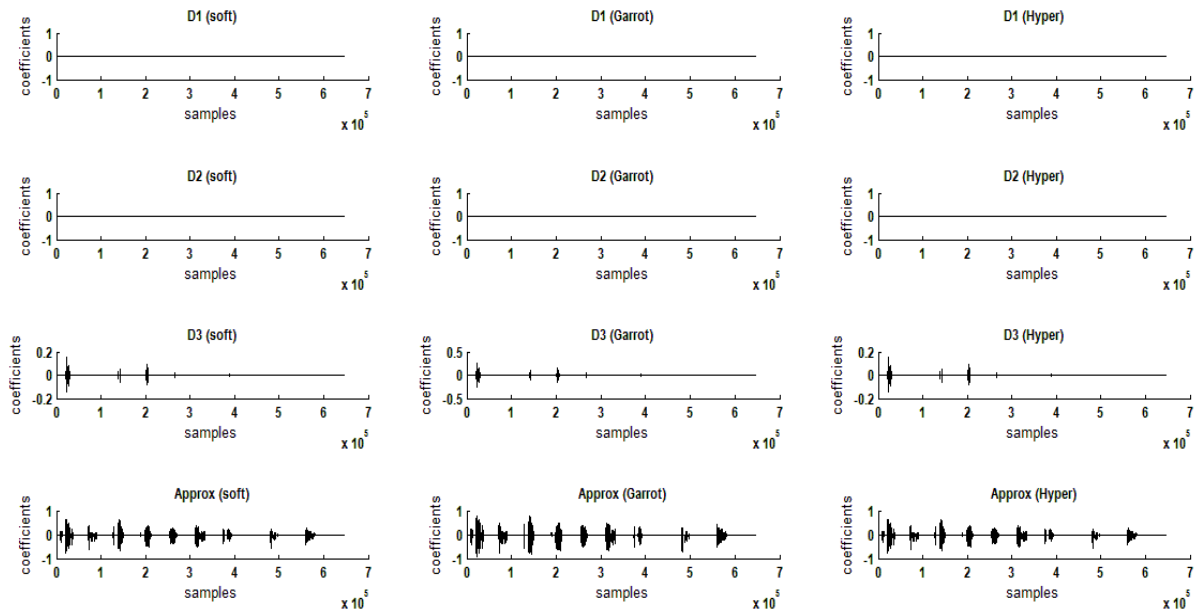 D1 (soft)
coefficients
1
0
-1
0 1 2 3 4 5 6 7
samples
x 10^5
D1 (Garrot)
coefficients
1
0
-1
0 1 2 3 4 5 6 7
samples
x 10^5
D1 (Hyper)
coefficients
1
0
-1
0 1 2 3 4 5 6 7
samples
x 10^5
D2 (soft)
coefficients
1
0
-1
0 1 2 3 4 5 6 7
samples
x 10^5
D2 (Garrot)
coefficients
1
0
-1
0 1 2 3 4 5 6 7
samples
x 10^5
D2 (Hyper)
coefficients
1
0
-1
0 1 2 3 4 5 6 7
samples
x 10^5
D3 (soft)
coefficients
0.2
0
-0.2
0 1 2 3 4 5 6 7
samples
x 10^5
D3 (Garrot)
coefficients
0.5
0
-0.5
0 1 2 3 4 5 6 7
samples
x 10^5
D3 (Hyper)
coefficients
0.2
0
-0.2
0 1 2 3 4 5 6 7
samples
x 10^5
Approx (soft)
coefficients
1
0
-1
0 1 2 3 4 5 6 7
samples
x 10^5
Approx (Garrot)
coefficients
1
0
-1
0 1 2 3 4 5 6 7
samples
x 10^5
Approx (Hyper)
coefficients
1
0
-1
0 1 2 3 4 5 6 7
samples
x 10^5